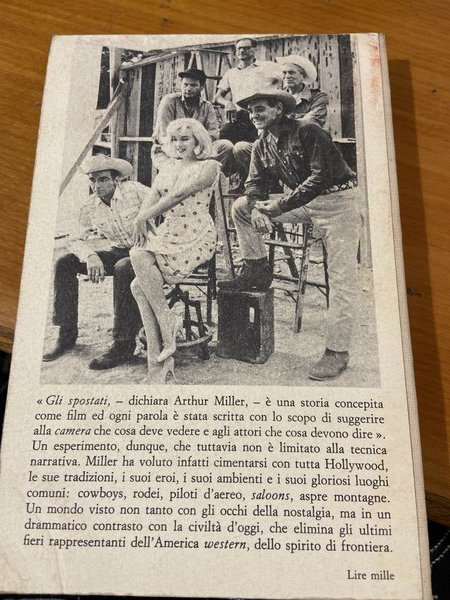 « Gli spostati, – dichiara Arthur Miller, – è una storia concepita
come film ed ogni parola è stata scritta con lo scopo di suggerire
alla camera che cosa deve vedere e agli attori che cosa devono dire ».
Un esperimento, dunque, che tuttavia non è limitato alla tecnica
narrativa. Miller ha voluto infatti cimentarsi con tutta Hollywood,
le sue tradizioni, i suoi eroi, i suoi ambienti e i suoi gloriosi luoghi
comuni: cowboys, rodei, piloti d'aereo, saloons, aspre montagne.
Un mondo visto non tanto con gli occhi della nostalgia, ma in un
drammatico contrasto con la civiltà d'oggi, che elimina gli ultimi
fieri rappresentanti dell'America western, dello spirito di frontiera.
Lire mille